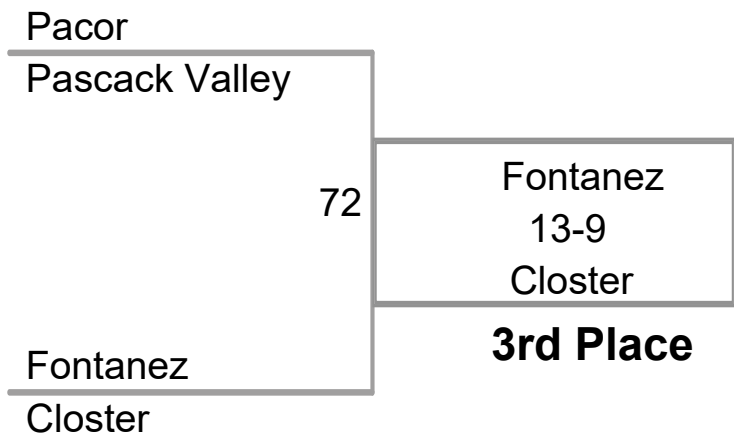 Pacor
Pascack Valley
72
Fontanez
13-9
Closter
3rd Place
Fontanez
Closter